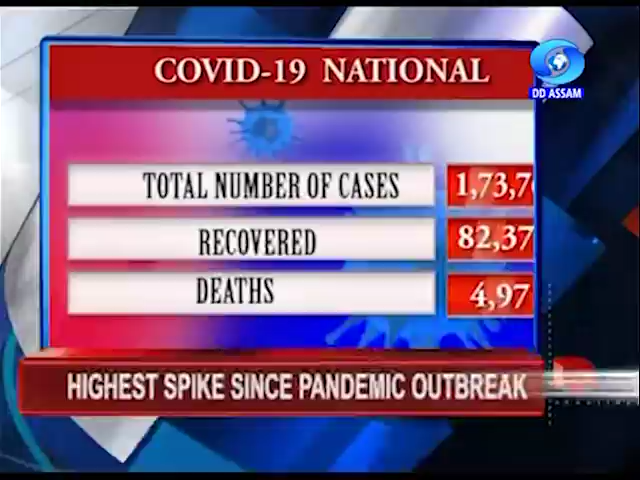 COVID-19 NATIONAL
DD ASSAM
TOTAL NUMBER OF CASES 1,73,7
RECOVERED 82,37
DEATHS 4,97
HIGHEST SPIKE SINCE PANDEMIC OUTBREAK